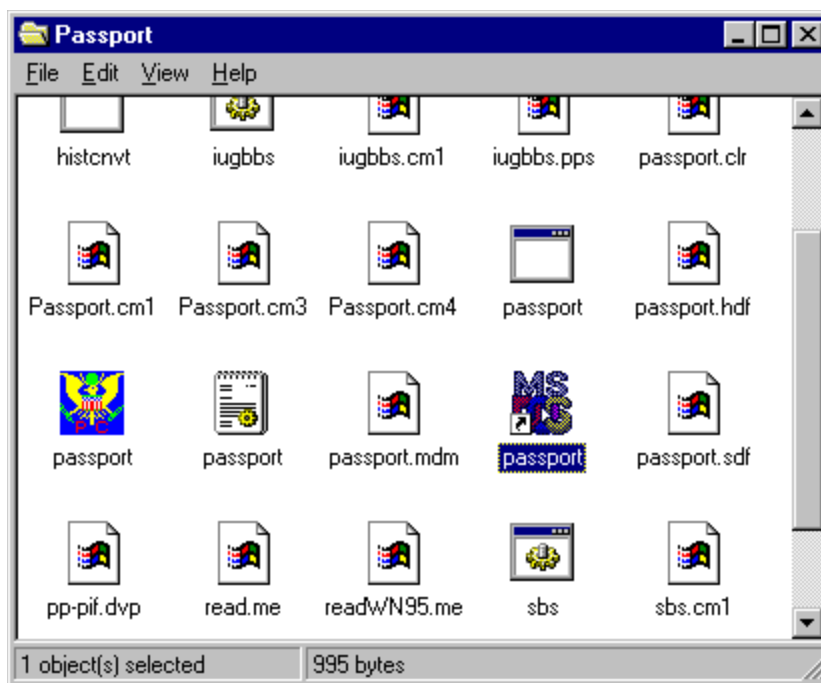 Passport
File Edit View Help
histcnvt iugbbs iugbbs.cm1 iugbbs.pps passport.clr
Passport.cm1 Passport.cm3 Passport.cm4 passport passport.hdf
PC MS
passport passport passport.mdm passport passport.sdf
pp-pif.dvp read.me readWN95.me sbs sbs.cm1
1 object(s) selected 995 bytes